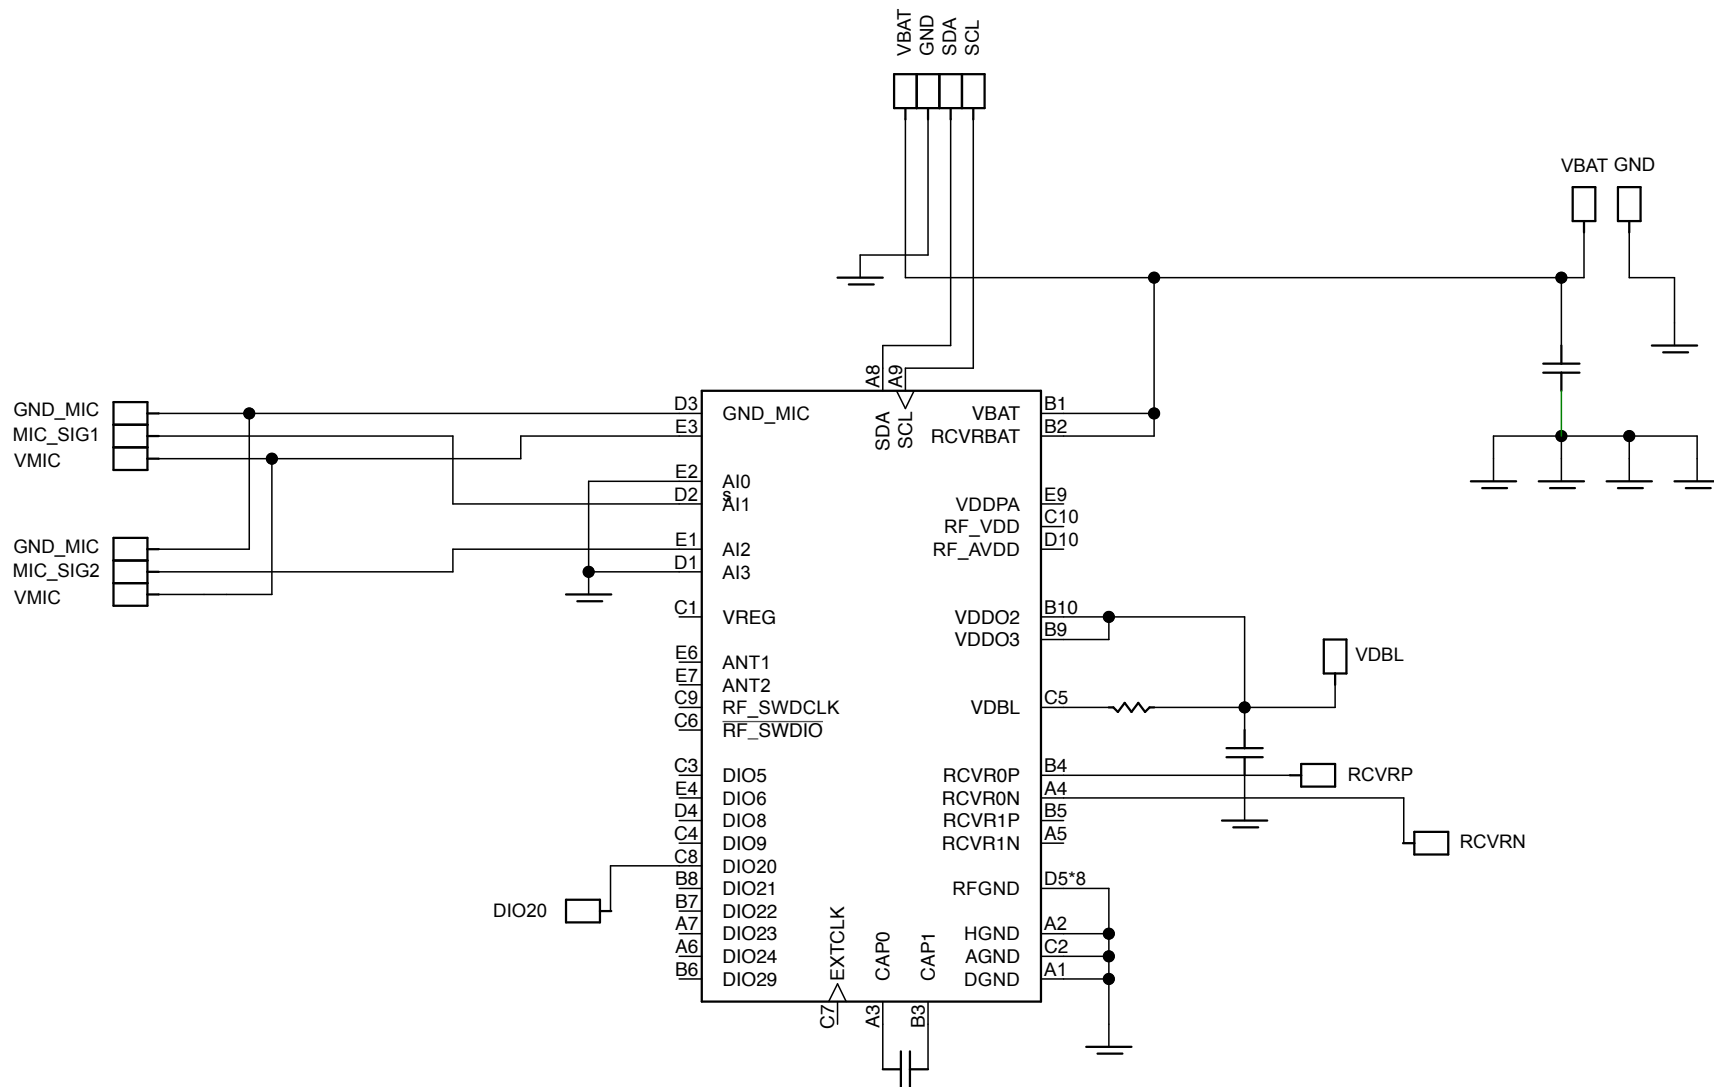 VBAT
GND
SDA
SCL
VBAT GND
A8
A9
SDA
SCL
GND_MIC
MIC_SIG1
VMIC
GND_MIC
MIC_SIG2
VMIC
D3 GND_MIC
E3
E2 AI0
s
D2 AI1
E1 AI2
D1 AI3
C1 VREG
E6 ANT1
E7 ANT2
C9 RF_SWDCLK
C6 RF_SWDIO
C3 DIO5
E4 DIO6
D4 DIO8
C4 DIO9
C8 DIO20
B8 DIO21
B7 DIO22
A7 DIO23
A6 DIO24
B6 DIO29
DIO20
VBAT B1
RCVRBAT B2
VDDPA E9
RF_VDD C10
RF_AVDD D10
VDDO2 B10
VDDO3 B9
VDBL C5
VDBL
RCVR0P B4
RCVRP
RCVR0N A4
RCVR1P B5
RCVR1N A5
RCVRN
RFGND D5*8
HGND A2
AGND C2
DGND A1
EXTCLK
CAP0
CAP1
C7
A3
B3